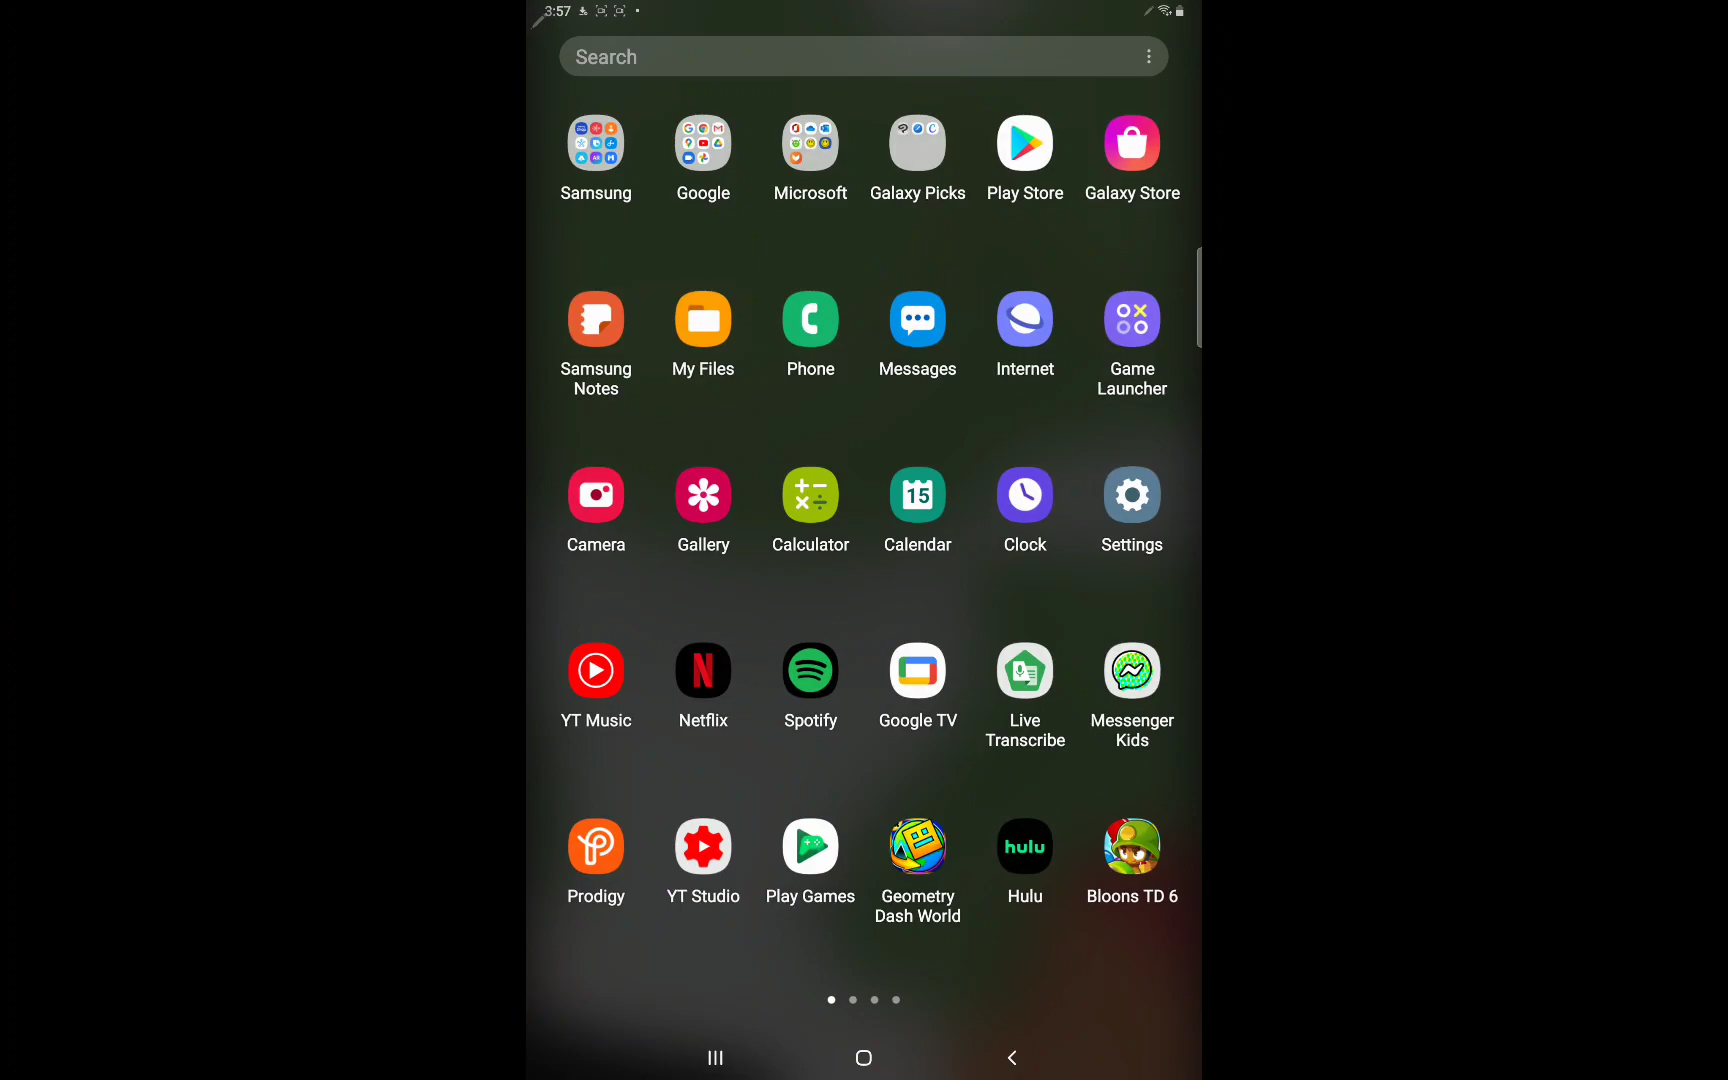 3:57
Search
Samsung
Google
Microsoft
Galaxy Picks
Play Store
Galaxy Store
Samsung
Notes
My Files
Phone
Messages
Internet
Game
Launcher
Camera
Gallery
Calculator
15
Calendar
Clock
Settings
YT Music
Netflix
Spotify
Google TV
Live
Transcribe
Messenger
Kids
Prodigy
YT Studio
Play Games
Geometry
Dash World
hulu
Hulu
Bloons TD 6